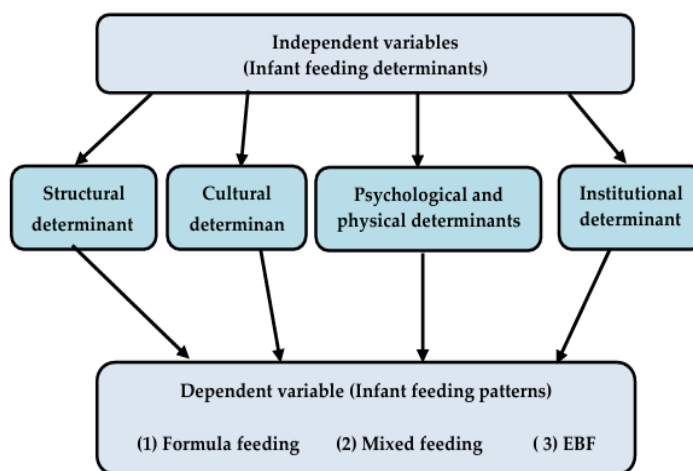 Independent variables
(Infant feeding determinants)
Structural
determinant
Cultural
determinan
Psychological and
physical determinants
Institutional
determinant
Dependent variable (Infant feeding patterns)
(1) Formula feeding (2) Mixed feeding ( 3) EBF